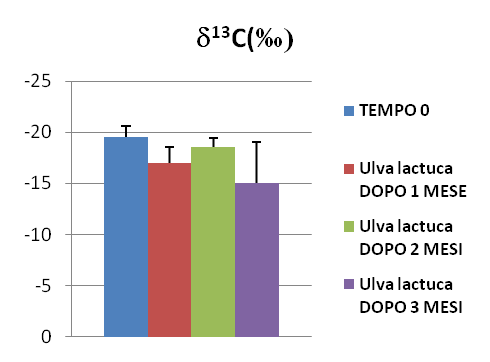 δ¹³C(‰)
-25
-20
-15
-10
-5
0
TEMPO 0
Ulva lactuca
DOPO 1 MESE
Ulva lactuca
DOPO 2 MESI
Ulva lactuca
DOPO 3 MESI